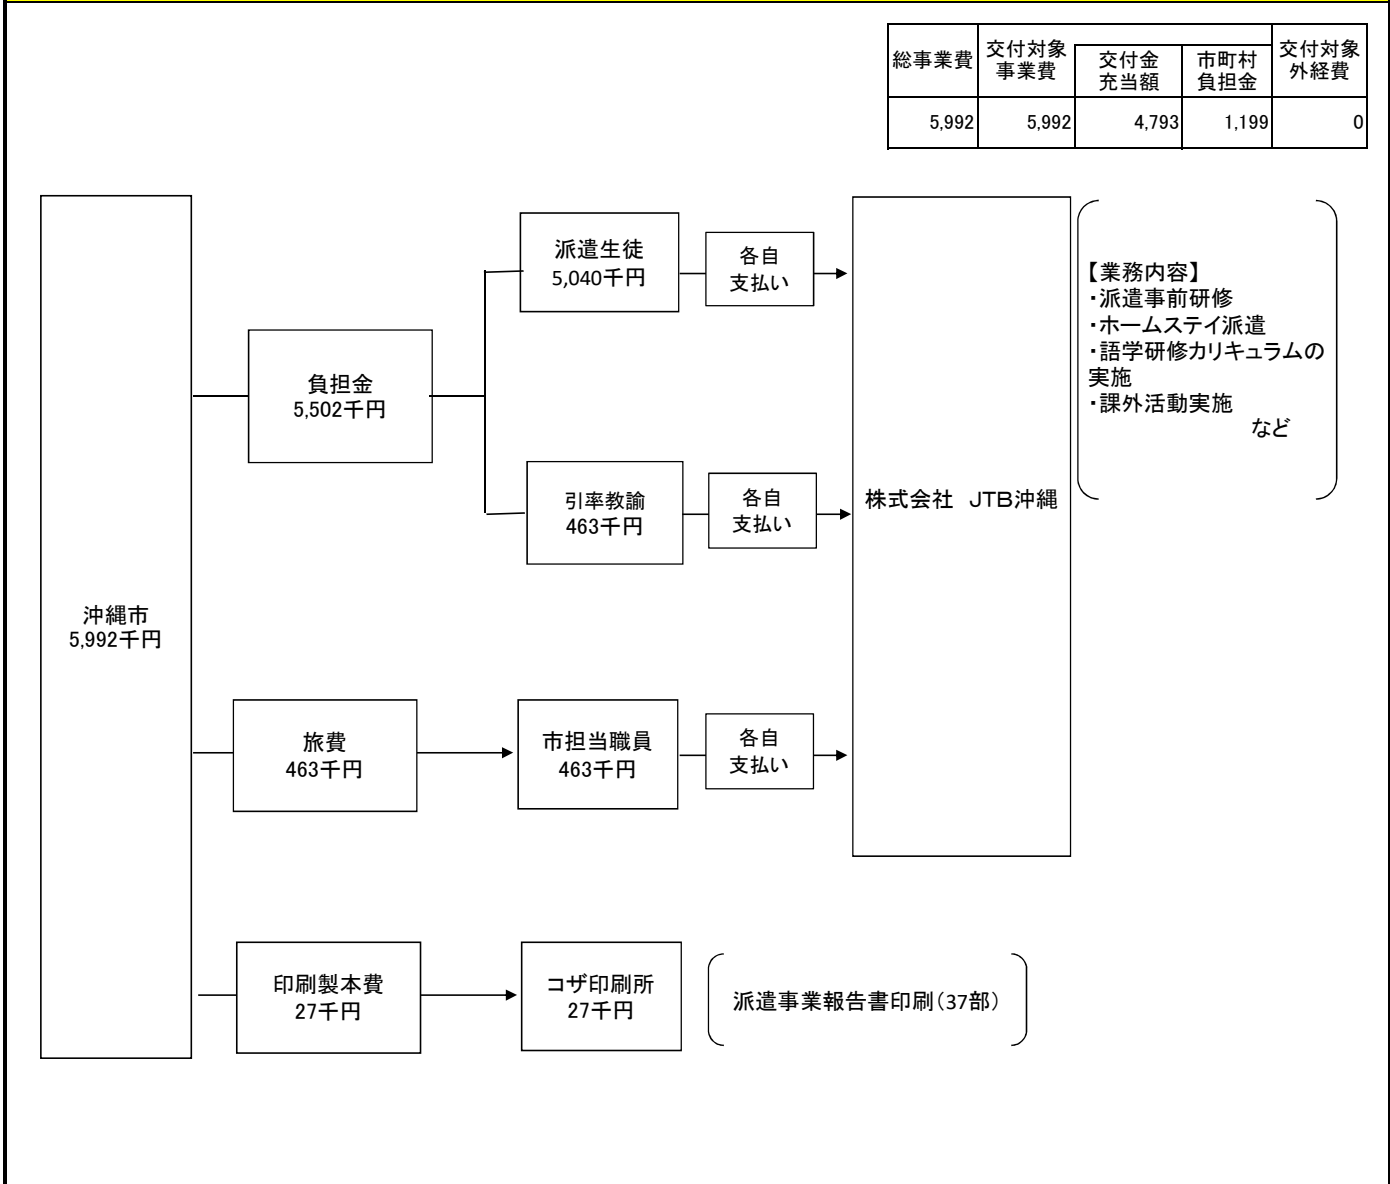 総事業費
交付対象
事業費
交付金
充当額
市町村
負担金
交付対象
外経費
5,992
5,992
4,793
1,199
0
沖縄市
5,992千円
負担金
5,502千円
派遣生徒
5,040千円
各自
支払い
引率教諭
463千円
各自
支払い
株式会社　JTB沖縄
【業務内容】
・派遣事前研修
・ホームステイ派遣
・語学研修カリキュラムの
実施
・課外活動実施
など
旅費
463千円
市担当職員
463千円
各自
支払い
印刷製本費
27千円
コザ印刷所
27千円
派遣事業報告書印刷（37部）